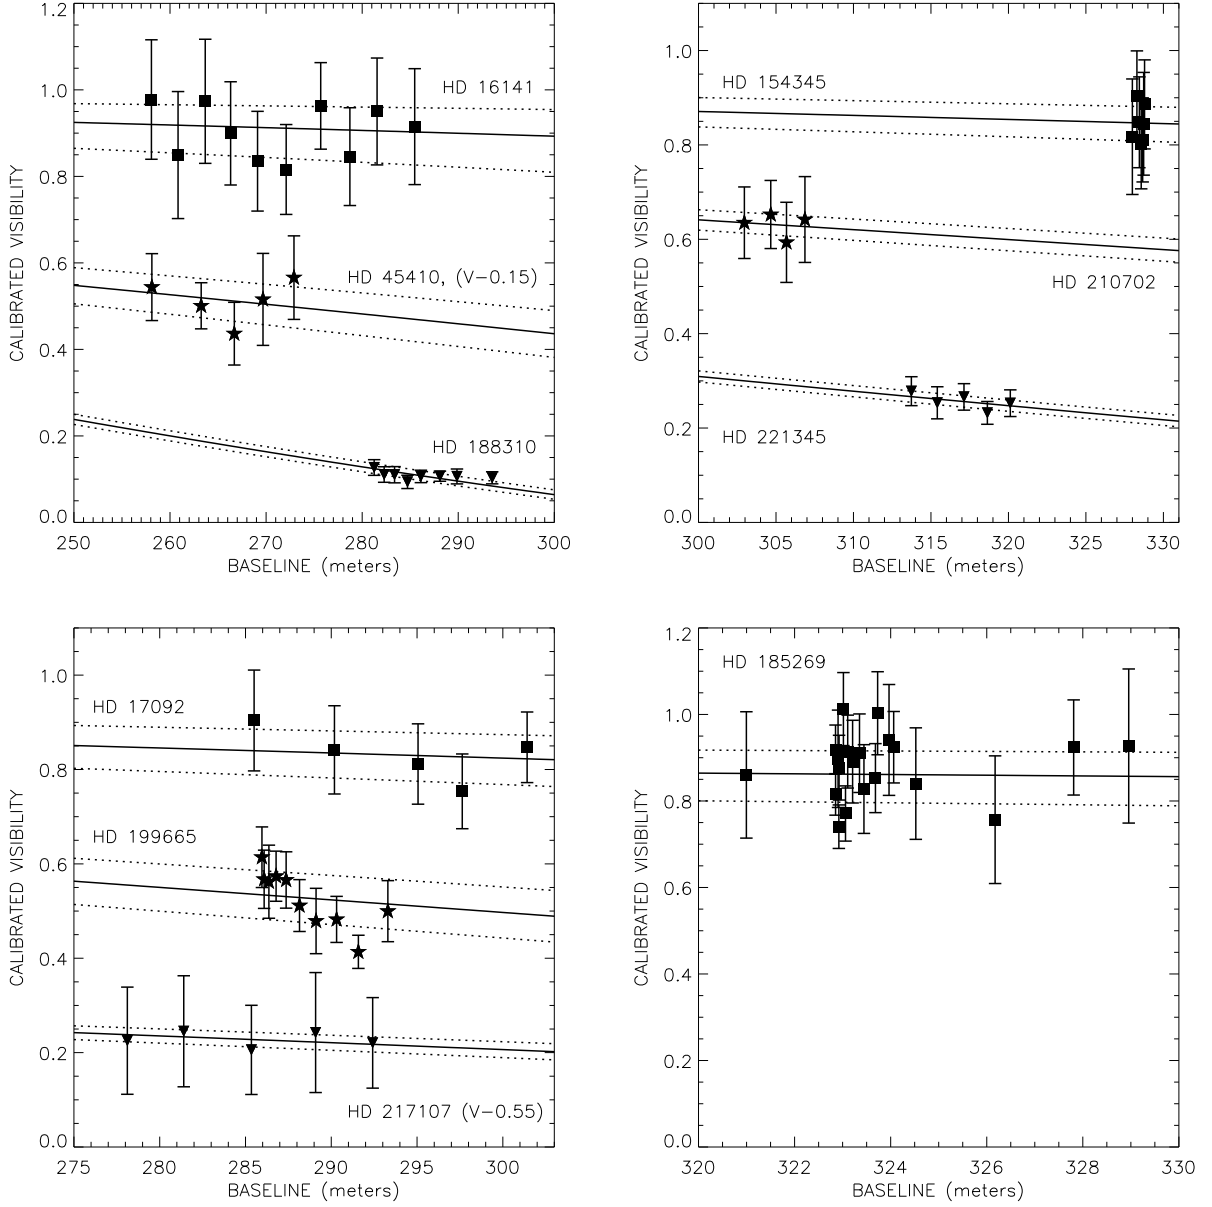 1.2
1.0
0.8
0.6
0.4
0.2
0.0
CALIBRATED VISIBILITY
HD 16141
HD 45410, (V−0.15)
HD 188310
250 260 270 280 290 300
BASELINE (meters)
1.0
0.8
0.6
0.4
0.2
0.0
CALIBRATED VISIBILITY
HD 154345
HD 210702
HD 221345
300 305 310 315 320 325 330
BASELINE (meters)
1.0
0.8
0.6
0.4
0.2
0.0
CALIBRATED VISIBILITY
HD 17092
HD 199665
HD 217107 (V−0.55)
275 280 285 290 295 300
BASELINE (meters)
1.2
1.0
0.8
0.6
0.4
0.2
0.0
CALIBRATED VISIBILITY
HD 185269
320 322 324 326 328 330
BASELINE (meters)